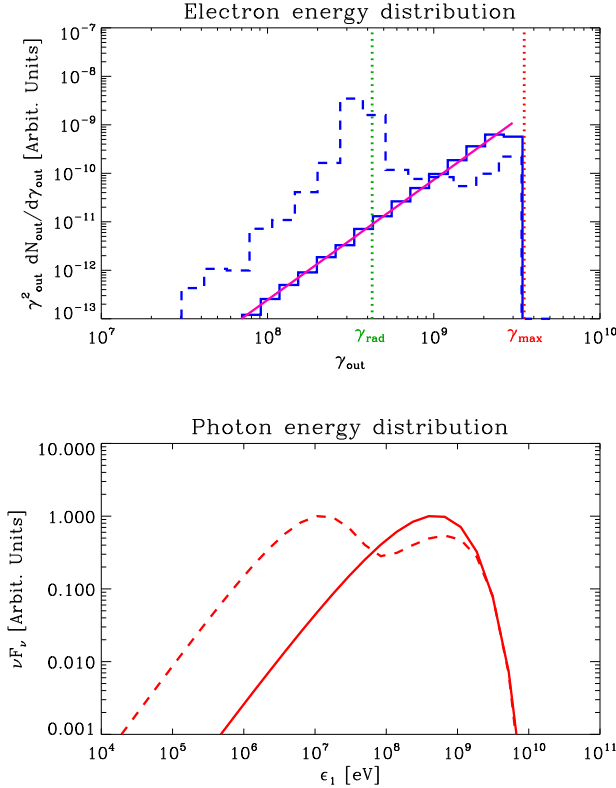 Electron energy distribution
γ²out dNout/dγout [Arbit. Units]
10⁻⁷
10⁻⁸
10⁻⁹
10⁻¹⁰
10⁻¹¹
10⁻¹²
10⁻¹³
10⁷ 10⁸ 10⁹ 10¹⁰
γrad γmax
γout
Photon energy distribution
νFν [Arbit. Units]
10.000
1.000
0.100
0.010
0.001
10⁴ 10⁵ 10⁶ 10⁷ 10⁸ 10⁹ 10¹⁰ 10¹¹
ϵ₁ [eV]